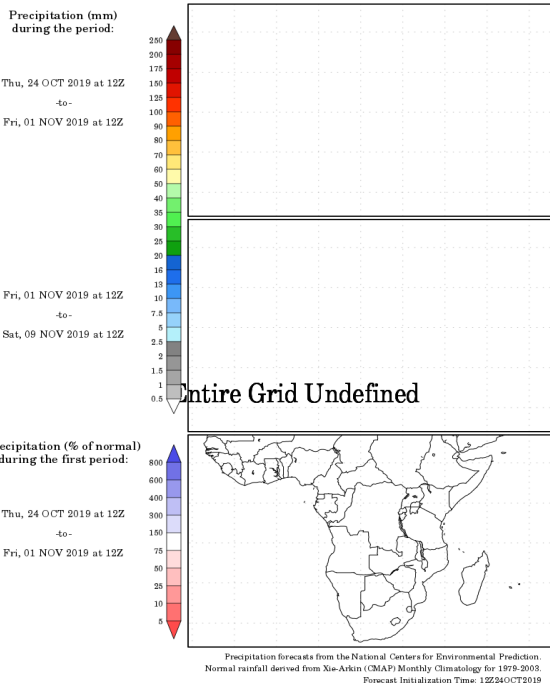 Precipitation (mm)
during the period:
Thu, 24 OCT 2019 at 12Z
-to-
Fri, 01 NOV 2019 at 12Z
250
200
175
150
125
100
90
80
70
60
50
40
35
30
25
20
16
13
10
7.5
5
2.5
2
1.5
1
0.5
Fri, 01 NOV 2019 at 12Z
-to-
Sat, 09 NOV 2019 at 12Z
Entire Grid Undefined
ecipitation (% of normal)
during the first period:
Thu, 24 OCT 2019 at 12Z
-to-
Fri, 01 NOV 2019 at 12Z
800
600
400
300
150
75
50
25
10
5
Precipitation forecasts from the National Centers for Environmental Prediction.
Normal rainfall derived from Xie-Arkin (CMAP) Monthly Climatology for 1979-2003.
Forecast Initialization Time: 12Z24OCT2019